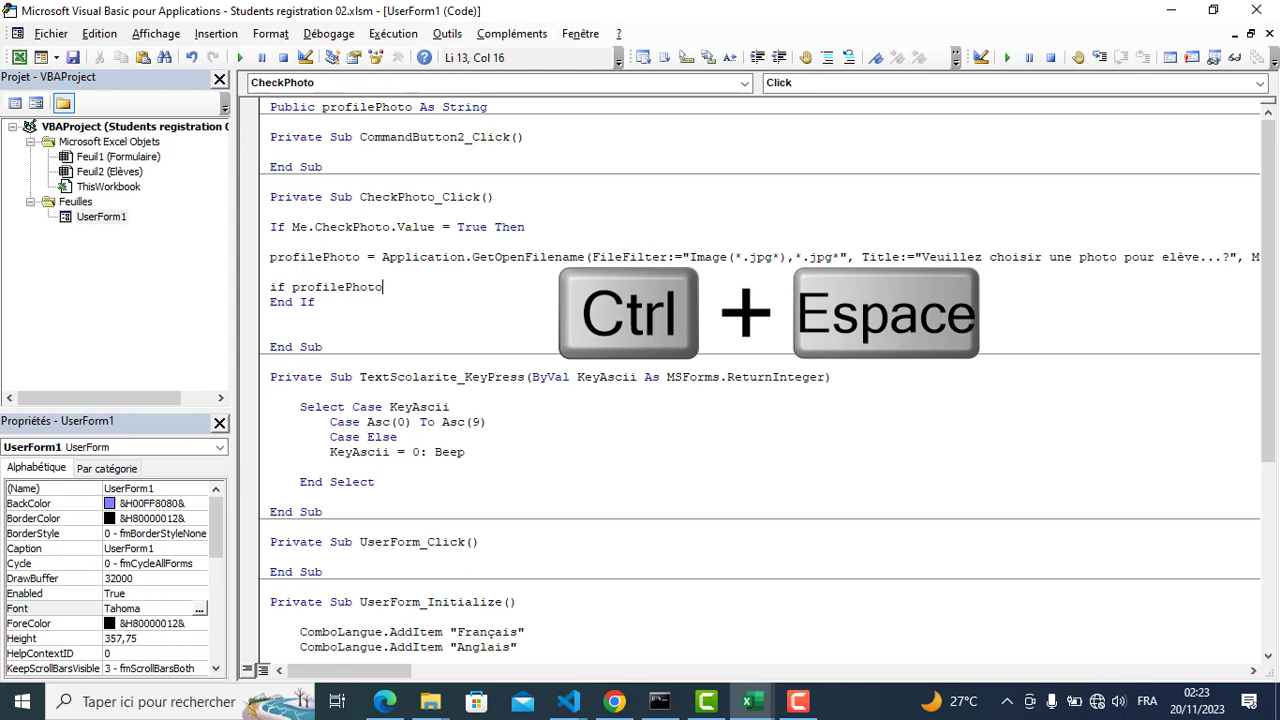 Microsoft Visual Basic pour Applications - Students registration 02.xlsm - [UserForm1 (Code)]
Fichier Edition Affichage Insertion Format Débogage Exécution Outils Compléments Fenêtre ?
Li 13, Col 16
Projet - VBAProject
CheckPhoto
Click
VBAProject (Students registration 0
Microsoft Excel Objets
Feuil1 (Formulaire)
Feuil2 (Elèves)
ThisWorkbook
Feuilles
UserForm1
Public profilePhoto As String
Private Sub CommandButton2_Click()
End Sub
Private Sub CheckPhoto_Click()
If Me.CheckPhoto.Value = True Then
profilePhoto = Application.GetOpenFilename(FileFilter:="Image(*.jpg*),*.jpg*", Title:="Veuillez choisir une photo pour elève...?", M
if profilePhoto
End If
End Sub
Ctrl + Espace
Private Sub TextScolarite_KeyPress(ByVal KeyAscii As MSForms.ReturnInteger)
Select Case KeyAscii
Case Asc(0) To Asc(9)
Case Else
KeyAscii = 0: Beep
End Select
End Sub
Private Sub UserForm_Click()
End Sub
Private Sub UserForm_Initialize()
ComboLangue.AddItem "Français"
ComboLangue.AddItem "Anglais"
Propriétés - UserForm1
UserForm1 UserForm
Alphabétique Par catégorie
(Name) UserForm1
BackColor &H00FF8080&
BorderColor &H80000012&
BorderStyle 0 - fmBorderStyleNone
Caption UserForm1
Cycle 0 - fmCycleAllForms
DrawBuffer 32000
Enabled True
Font Tahoma ...
ForeColor &H80000012&
Height 357,75
HelpContextID 0
KeepScrollBarsVisible 3 - fmScrollBarsBoth
Taper ici pour rechercher
27°C
FRA
02:23
20/11/2023